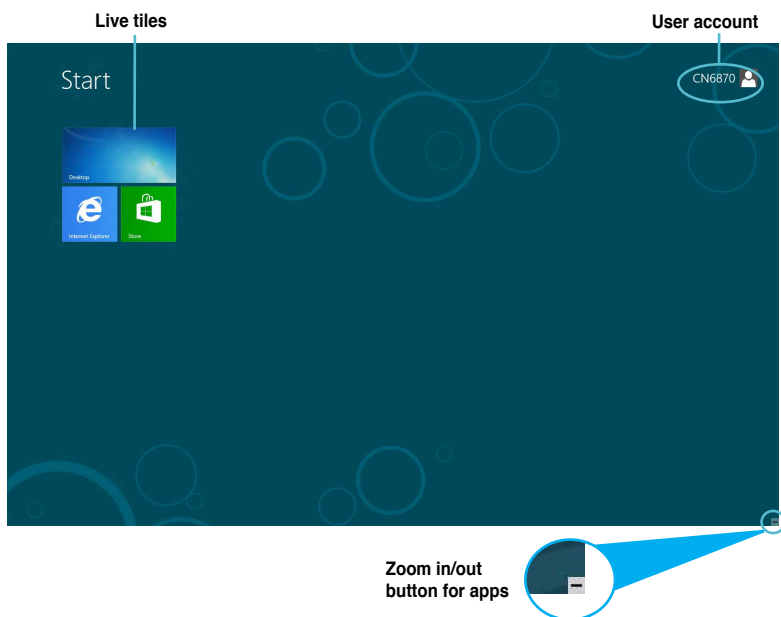 Live tiles
User account
Start
CN6870
Desktop
Internet Explorer
Store
Zoom in/out
button for apps